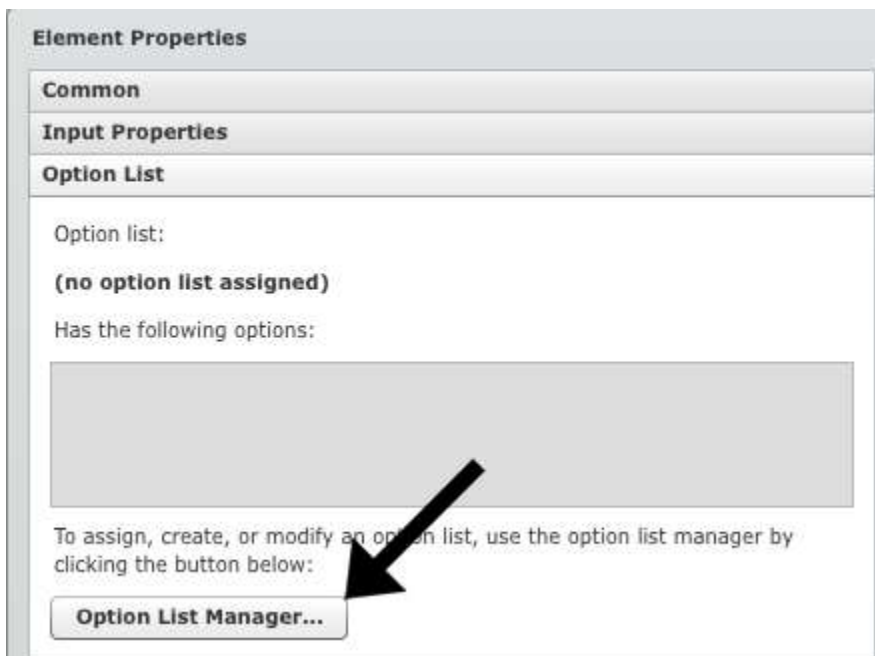 Element Properties
Common
Input Properties
Option List
Option list:
(no option list assigned)
Has the following options:
To assign, create, or modify an option list, use the option list manager by
clicking the button below:
Option List Manager...